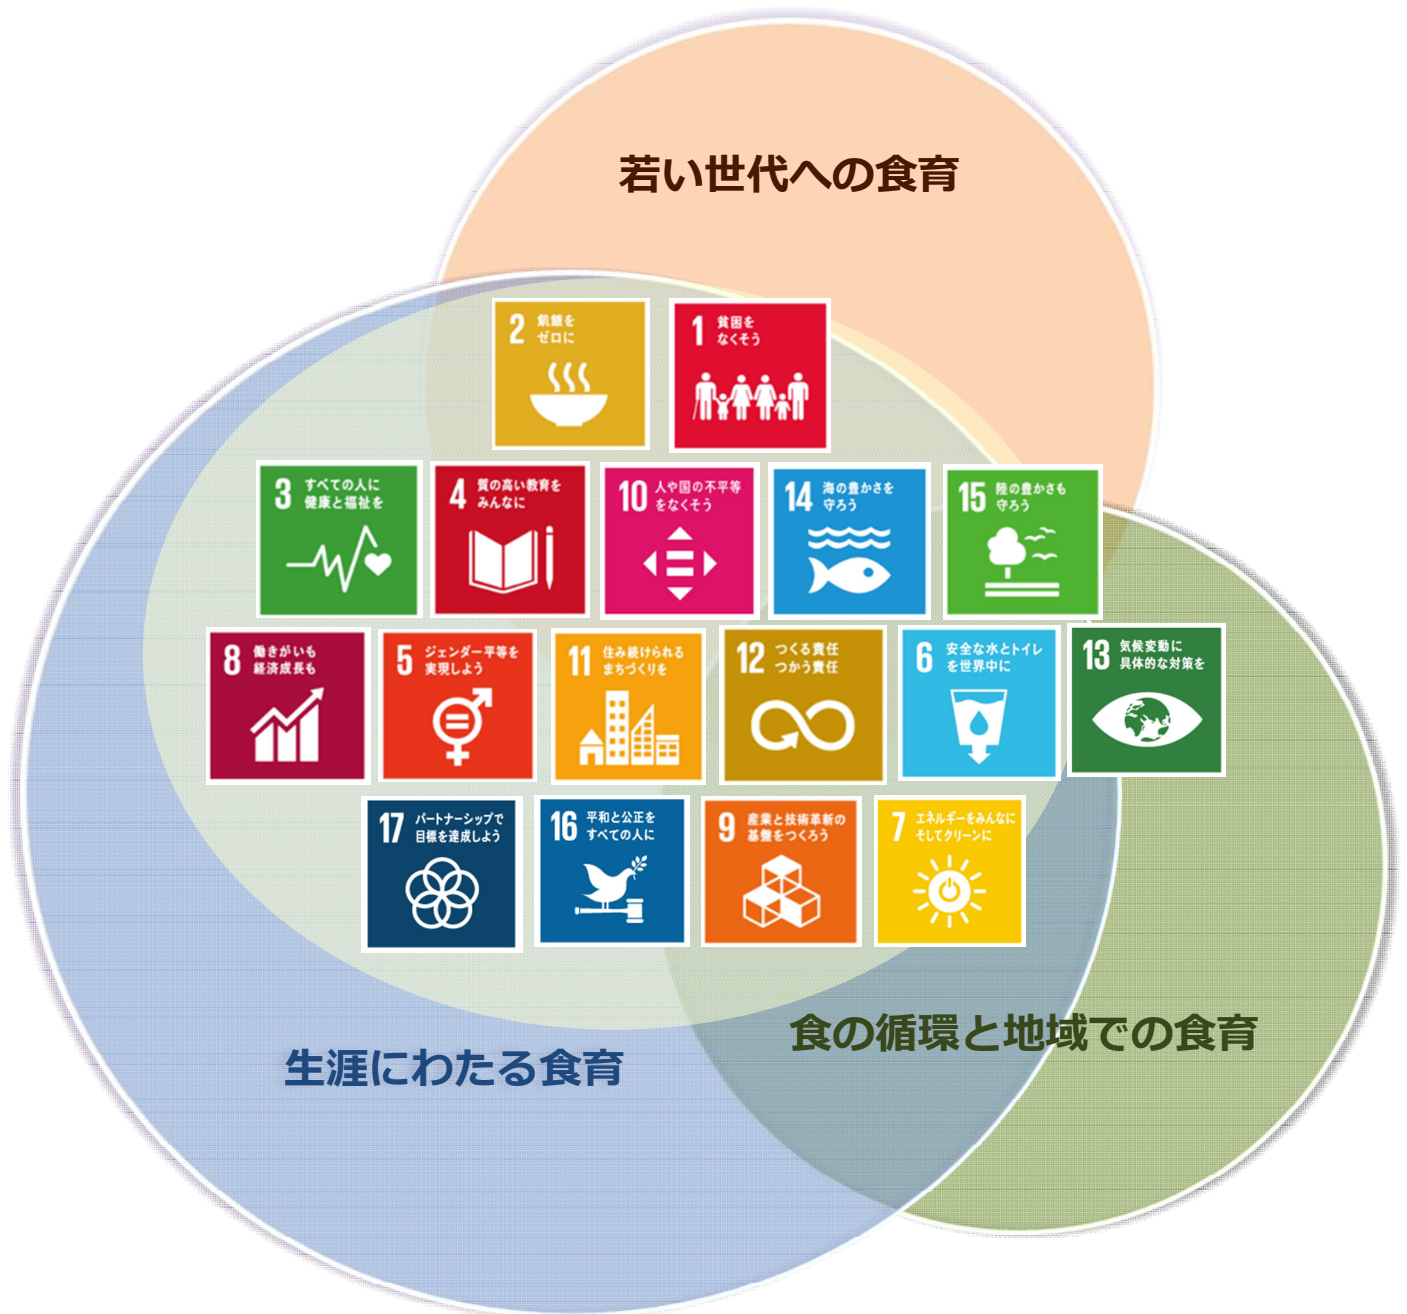 若い世代への食育
2 飢餓を
ゼロに
1 貧困を
なくそう
3 すべての人に
健康と福祉を
4 質の高い教育を
みんなに
10 人や国の不平等
をなくそう
14 海の豊かさを
守ろう
15 陸の豊かさも
守ろう
8 働きがいも
経済成長も
5 ジェンダー平等を
実現しよう
11 住み続けられる
まちづくりを
12 つくる責任
つかう責任
6 安全な水とトイレ
を世界中に
13 気候変動に
具体的な対策を
17 パートナーシップで
目標を達成しよう
16 平和と公正を
すべての人に
9 産業と技術革新の
基盤をつくろう
7 エネルギーをみんなに
そしてクリーンに
食の循環と地域での食育
生涯にわたる食育